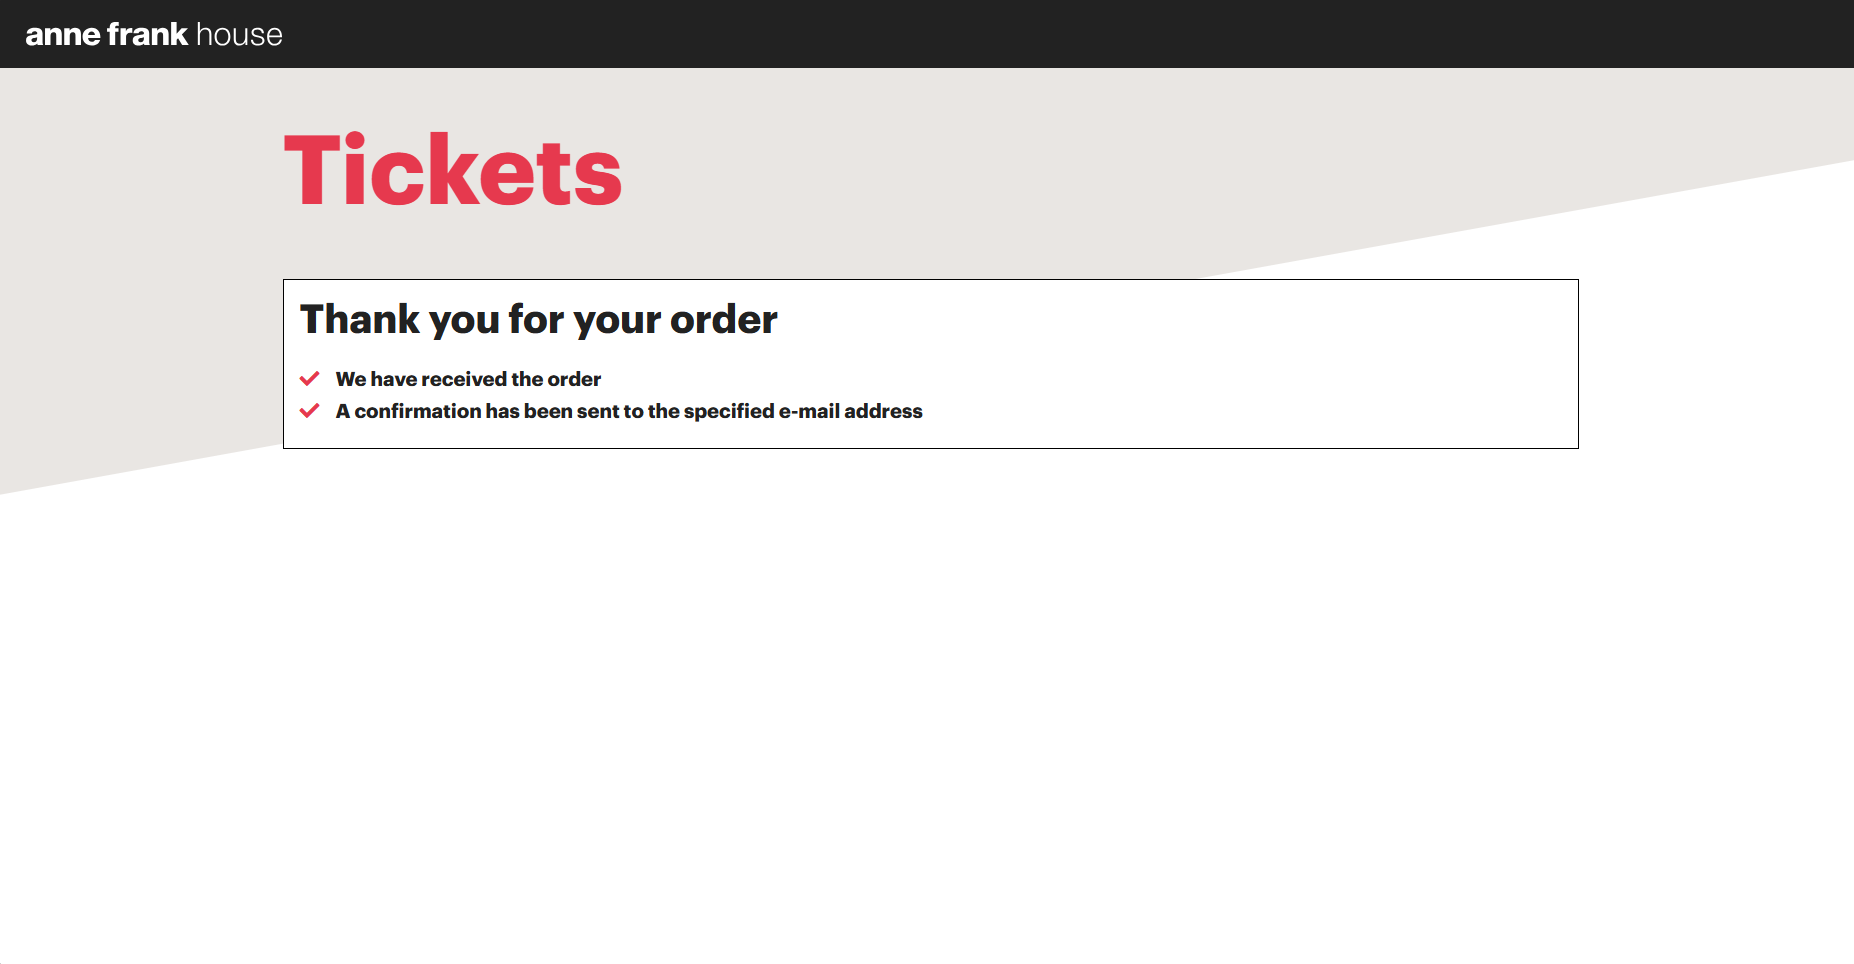 anne frank house
Tickets
Thank you for your order
We have received the order
A confirmation has been sent to the specified e-mail address